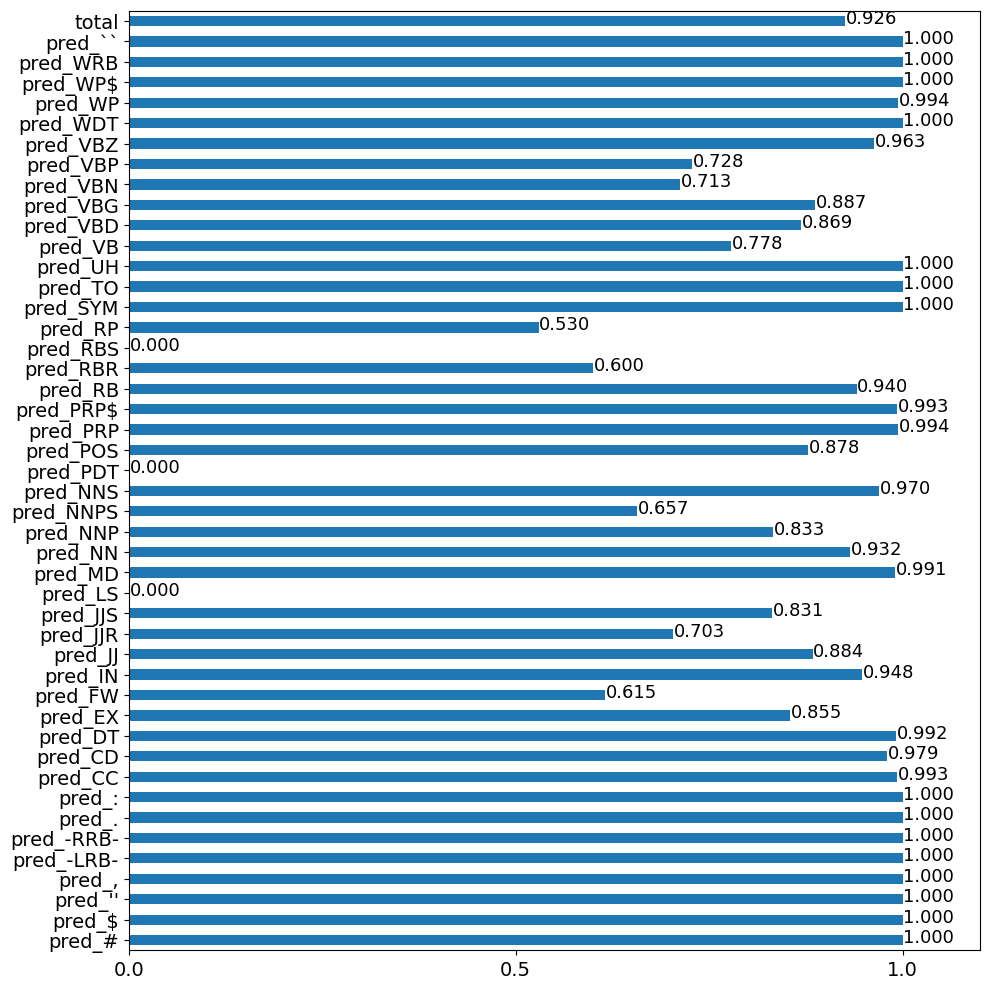 total 0.926
pred_`` 1.000
pred_WRB 1.000
pred_WP$ 1.000
pred_WP 0.994
pred_WDT 1.000
pred_VBZ 0.963
pred_VBP 0.728
pred_VBN 0.713
pred_VBG 0.887
pred_VBD 0.869
pred_VB 0.778
pred_UH 1.000
pred_TO 1.000
pred_SYM 1.000
pred_RP 0.530
pred_RBS 0.000
pred_RBR 0.600
pred_RB 0.940
pred_PRP$ 0.993
pred_PRP 0.994
pred_POS 0.878
pred_PDT 0.000
pred_NNS 0.970
pred_NNPS 0.657
pred_NNP 0.833
pred_NN 0.932
pred_MD 0.991
pred_LS 0.000
pred_JJS 0.831
pred_JJR 0.703
pred_JJ 0.884
pred_IN 0.948
pred_FW 0.615
pred_EX 0.855
pred_DT 0.992
pred_CD 0.979
pred_CC 0.993
pred_: 1.000
pred_. 1.000
pred_-RRB- 1.000
pred_-LRB- 1.000
pred_, 1.000
pred_'' 1.000
pred_$ 1.000
pred_# 1.000
0.0 0.5 1.0